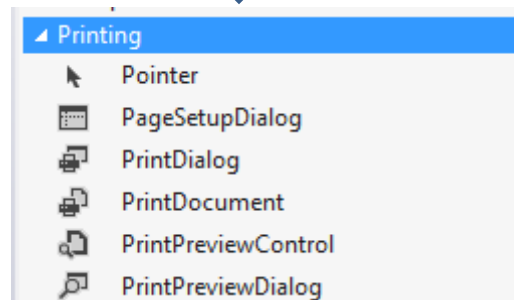 Printing
Pointer
PageSetupDialog
PrintDialog
PrintDocument
PrintPreviewControl
PrintPreviewDialog